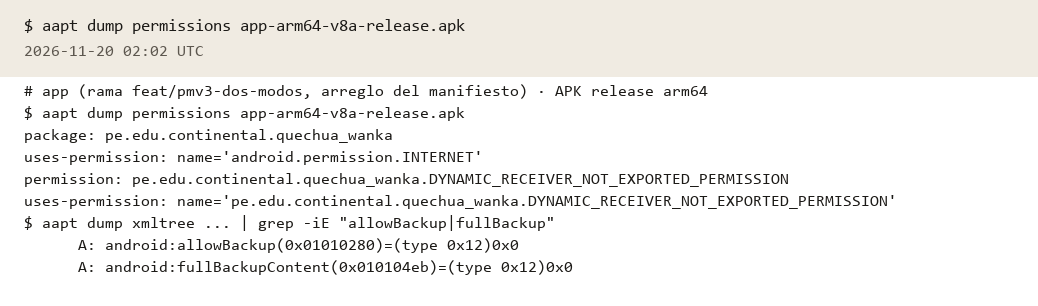 $ aapt dump permissions app-arm64-v8a-release.apk
2026-11-20 02:02 UTC
# app (rama feat/pmv3-dos-modos, arreglo del manifiesto) · APK release arm64
$ aapt dump permissions app-arm64-v8a-release.apk
package: pe.edu.continental.quechua_wanka
uses-permission: name='android.permission.INTERNET'
permission: pe.edu.continental.quechua_wanka.DYNAMIC_RECEIVER_NOT_EXPORTED_PERMISSION
uses-permission: name='pe.edu.continental.quechua_wanka.DYNAMIC_RECEIVER_NOT_EXPORTED_PERMISSION'
$ aapt dump xmltree ... | grep -iE "allowBackup|fullBackup"
A: android:allowBackup(0x01010280)=(type 0x12)0x0
A: android:fullBackupContent(0x010104eb)=(type 0x12)0x0